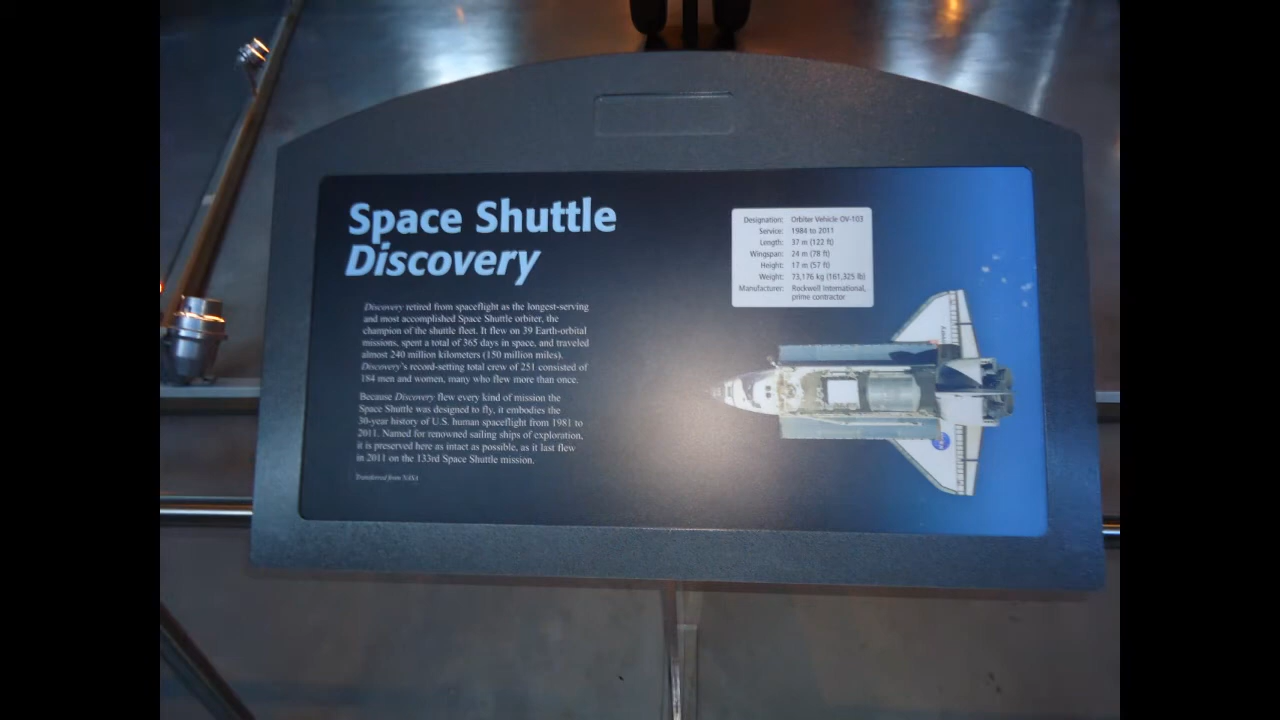 Space Shuttle
Discovery
Discovery retired from spaceflight as the longest-serving
and most accomplished Space Shuttle orbiter, the
champion of the shuttle fleet. It flew on 39 Earth-orbital
missions, spent a total of 365 days in space, and traveled
almost 240 million kilometers (150 million miles).
Discovery's record-setting total crew of 251 consisted of
184 men and women, many who flew more than once.
Because Discovery flew every kind of mission the
Space Shuttle was designed to fly, it embodies the
30-year history of U.S. human spaceflight from 1981 to
2011. Named for renowned sailing ships of exploration,
it is preserved here as intact as possible, as it last flew
in 2011 on the 133rd Space Shuttle mission.
Transferred from NASA
Designation: Orbiter Vehicle OV-103
Service: 1984 to 2011
Length: 37 m (122 ft)
Wingspan: 24 m (78 ft)
Height: 17 m (57 ft)
Weight: 73,176 kg (161,325 lb)
Manufacturer: Rockwell International,
prime contractor